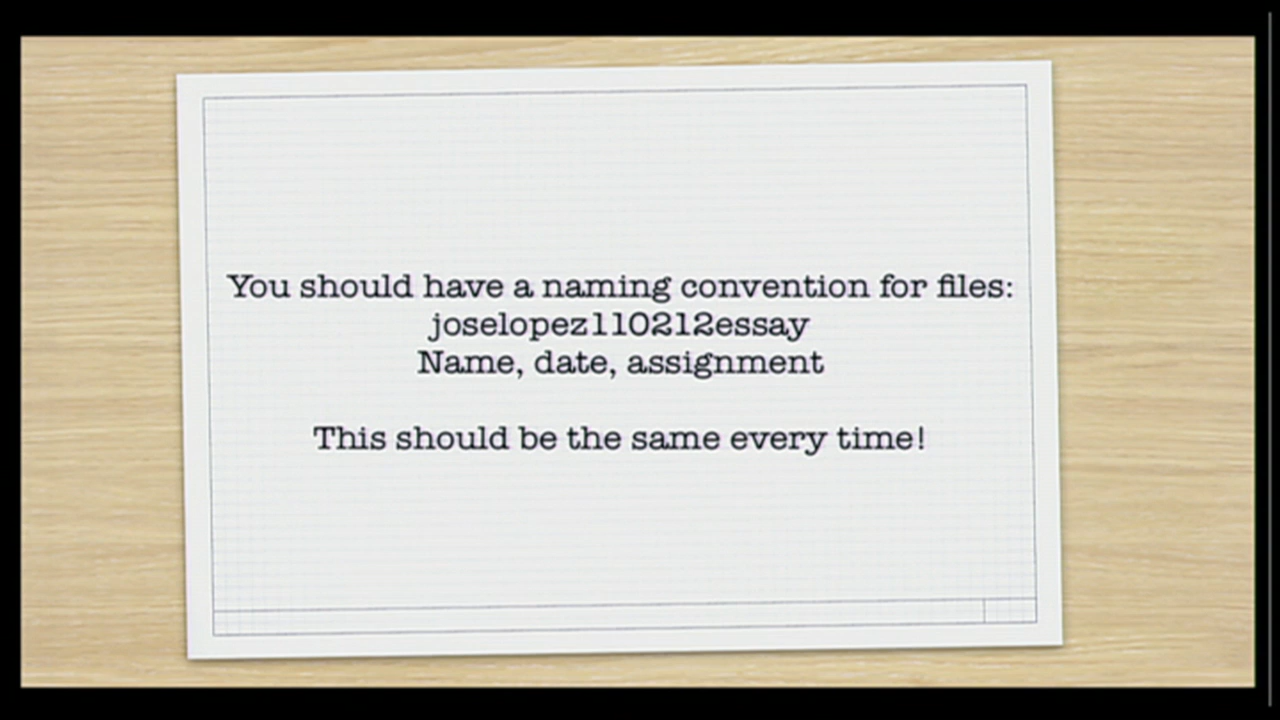 You should have a naming convention for files:
joselopez110212essay
Name, date, assignment
This should be the same every time!